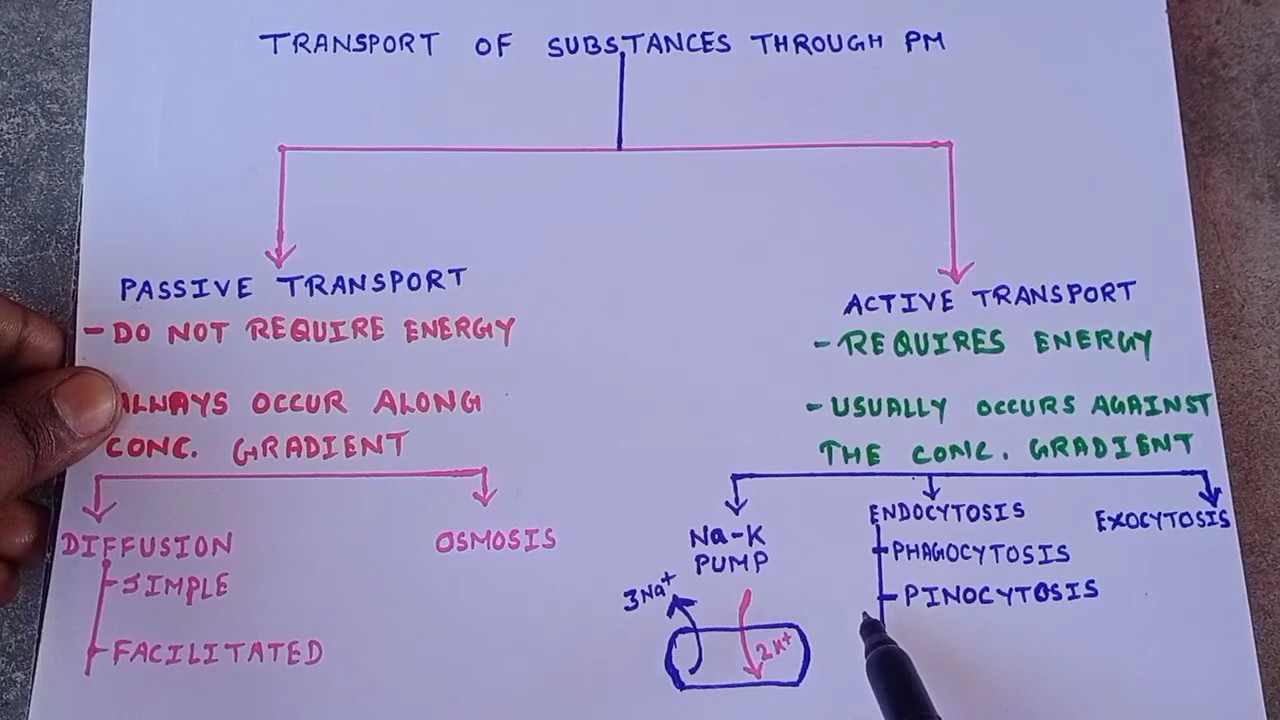 TRANSPORT OF SUBSTANCES THROUGH PM
PASSIVE TRANSPORT
- DO NOT REQUIRE ENERGY
ALWAYS OCCUR ALONG
CONC. GRADIENT
DIFFUSION
SIMPLE
FACILITATED
OSMOSIS
ACTIVE TRANSPORT
- REQUIRES ENERGY
- USUALLY OCCURS AGAINST
THE CONC. GRADIENT
Na-K
PUMP
3Na+
2K+
ENDOCYTOSIS
PHAGOCYTOSIS
PINOCYTOSIS
EXOCYTOSIS